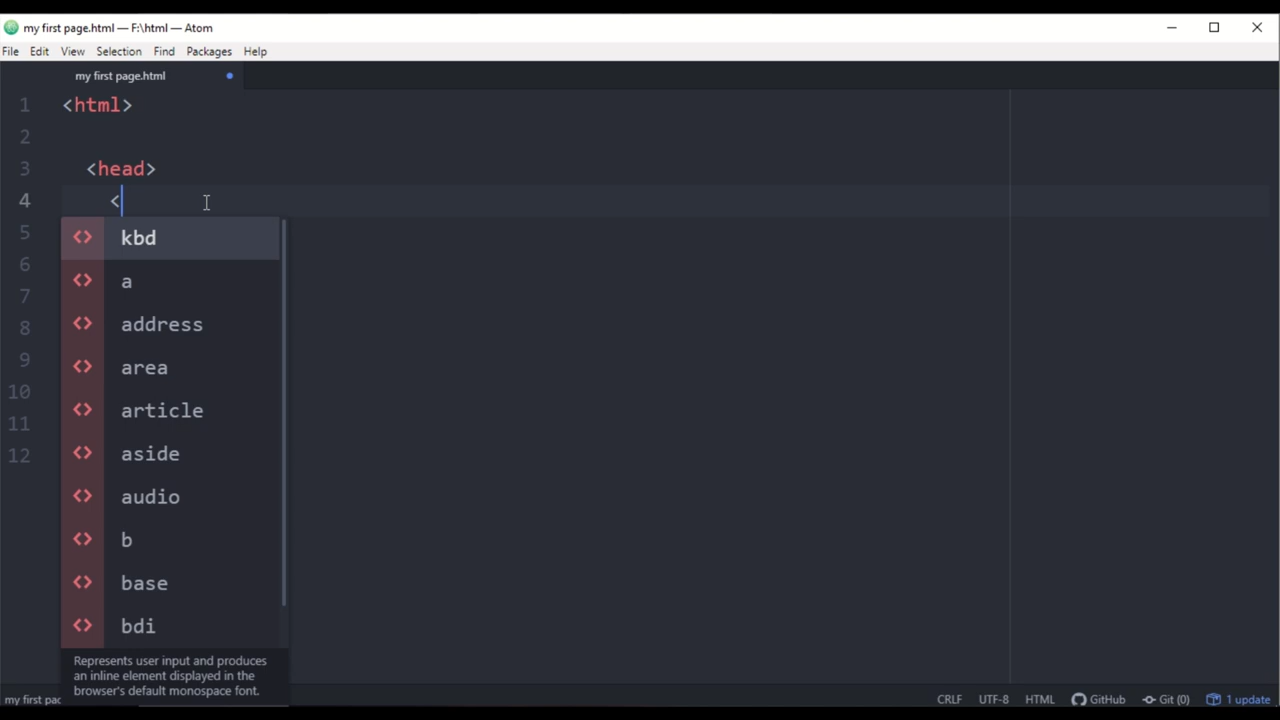 my first page.html — F:\html — Atom
File Edit View Selection Find Packages Help
my first page.html
1 <html>
2
3 <head>
4 <
5
6
7
8
9
10
11
12
<> kbd
<> a
<> address
<> area
<> article
<> aside
<> audio
<> b
<> base
<> bdi
Represents user input and produces
an inline element displayed in the
browser's default monospace font.
my first pag CRLF UTF-8 HTML GitHub Git (0) 1 update